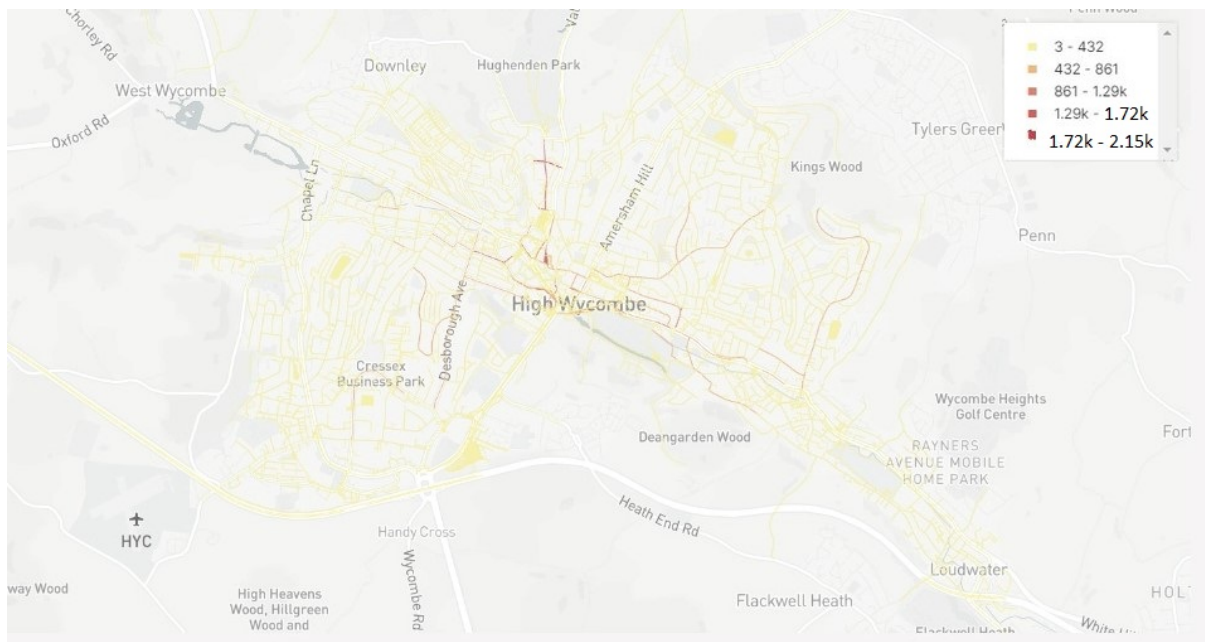 Chorley Rd
West Wycombe
Oxford Rd
Downley
Hughenden Park
3 - 432
432 - 861
861 - 1.29k
1.29k - 1.72k
1.72k - 2.15k
Tylers Green
Kings Wood
Penn
Chapel Ln
Amersham Hill
High Wycombe
Desborough Ave
Cressex
Business Park
Deangarden Wood
Wycombe Heights
Golf Centre
RAYNERS
AVENUE MOBILE
HOME PARK
Fort
HYC
Handy Cross
Heath End Rd
Wycombe Rd
way Wood
High Heavens
Wood, Hillgreen
Wood and
Loudwater
Flackwell Heath
Flackwell Heath
White
HOL